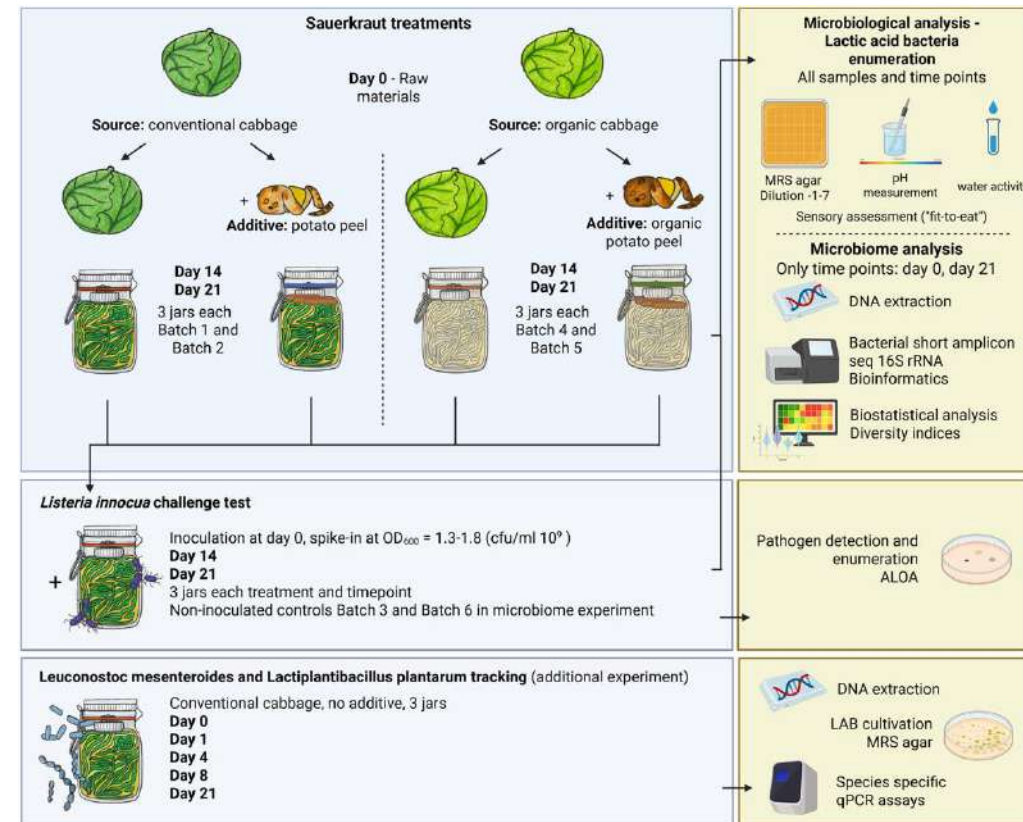 Sauerkraut treatments
Day 0 - Raw
materials
Source: conventional cabbage
Source: organic cabbage
+
Additive: potato peel
+
Additive: organic
potato peel
Day 14
Day 21
3 jars each
Batch 1 and
Batch 2
Day 14
Day 21
3 jars each
Batch 4 and
Batch 5
Microbiological analysis -
Lactic acid bacteria
enumeration
All samples and time points
MRS agar
Dilution -1-7
pH
measurement
water activit
Sensory assessment ("fit-to-eat")
Microbiome analysis
Only time points: day 0, day 21
DNA extraction
Bacterial short amplicon
seq 16S rRNA
Bioinformatics
Biostatistical analysis
Diversity indices
Listeria innocua challenge test
+
Inoculation at day 0, spike-in at OD₆₀₀ = 1.3-1.8 (cfu/ml 10⁹ )
Day 14
Day 21
3 jars each treatment and timepoint
Non-inoculated controls Batch 3 and Batch 6 in microbiome experiment
Pathogen detection and
enumeration
ALOA
Leuconostoc mesenteroides and Lactiplantibacillus plantarum tracking (additional experiment)
Conventional cabbage, no additive, 3 jars
Day 0
Day 1
Day 4
Day 8
Day 21
DNA extraction
LAB cultivation
MRS agar
Species specific
qPCR assays